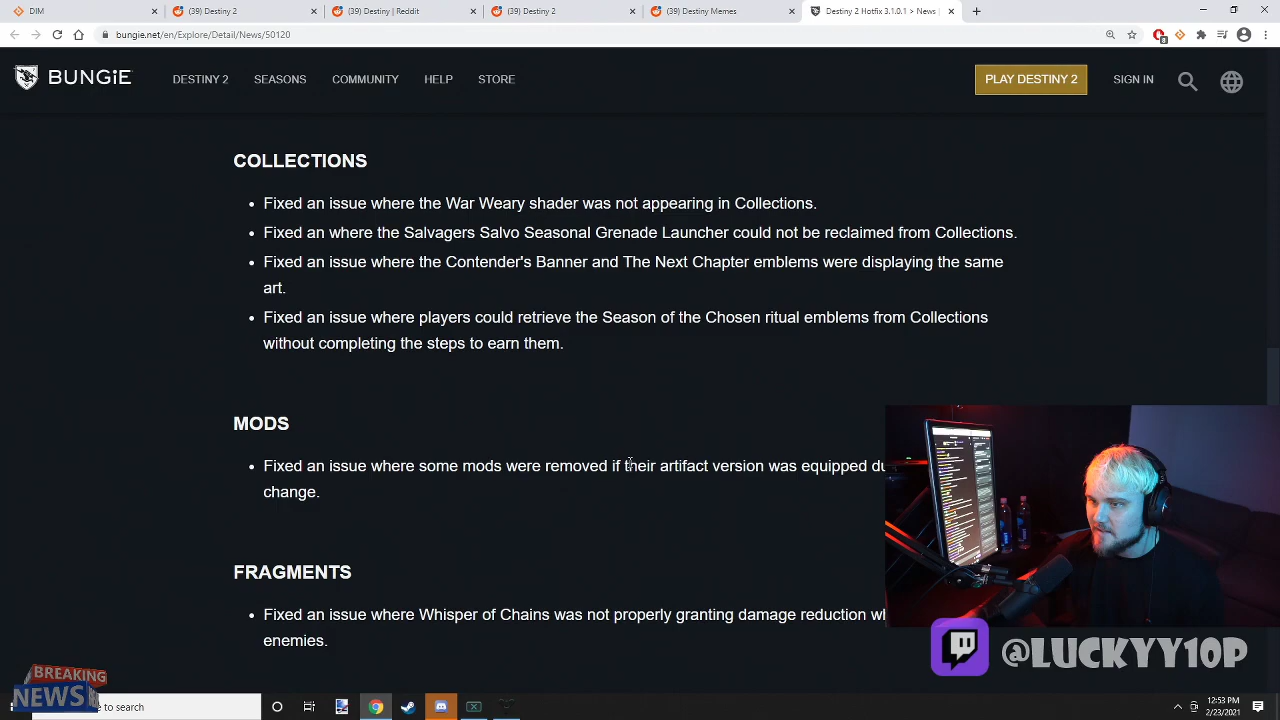 DIM
(39) Destiny 2
(39) Destiny | Reddit
(39) Destiny 2
(39) Destiny Memes
Destiny 2 Hotfix 3.1.0.1 > News |
bungie.net/en/Explore/Detail/News/50120
8
BUNGiE
DESTINY 2
SEASONS
COMMUNITY
HELP
STORE
PLAY DESTINY 2
SIGN IN
COLLECTIONS
• Fixed an issue where the War Weary shader was not appearing in Collections.
• Fixed an where the Salvagers Salvo Seasonal Grenade Launcher could not be reclaimed from Collections.
• Fixed an issue where the Contender's Banner and The Next Chapter emblems were displaying the same
art.
• Fixed an issue where players could retrieve the Season of the Chosen ritual emblems from Collections
without completing the steps to earn them.
MODS
• Fixed an issue where some mods were removed if their artifact version was equipped du
change.
FRAGMENTS
• Fixed an issue where Whisper of Chains was not properly granting damage reduction wh
enemies.
@LUCKYY10P
BREAKING
NEWS
e to search
12:53 PM
2/23/2021